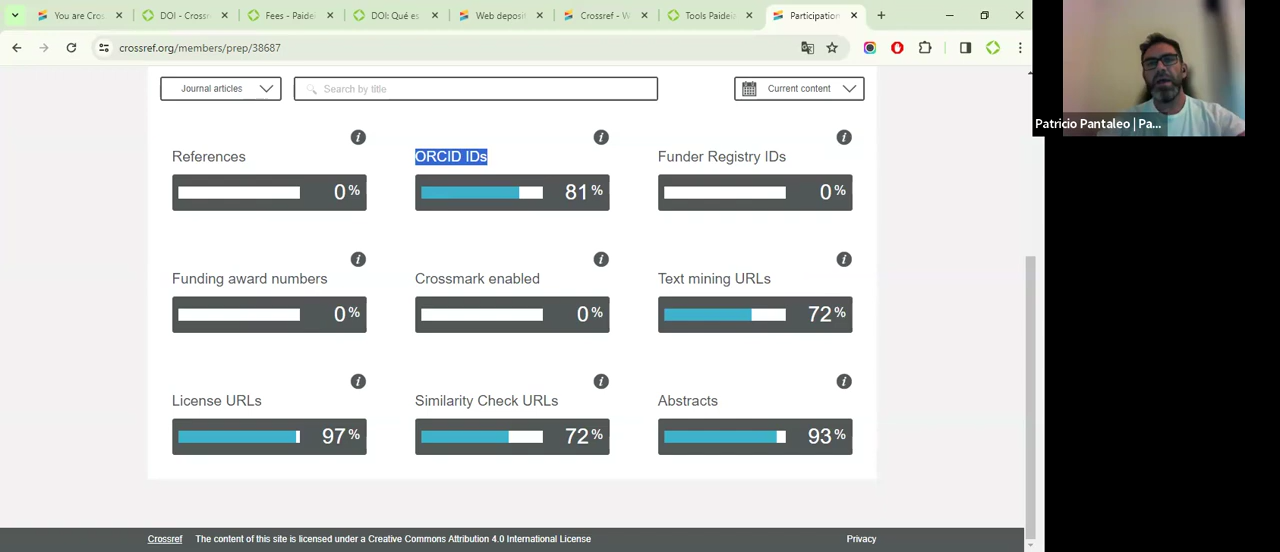 You are Cros
DOI - Crossr
Fees - Paidei
DOI: Qué es
Web deposit
Crossref - W
Tools Paideia
Participation
crossref.org/members/prep/38687
Patricio Pantaleo | Pa...
Journal articles
Search by title
Current content
References
0%
ORCID IDs
81%
Funder Registry IDs
0%
Funding award numbers
0%
Crossmark enabled
0%
Text mining URLs
72%
License URLs
97%
Similarity Check URLs
72%
Abstracts
93%
Crossref The content of this site is licensed under a Creative Commons Attribution 4.0 International License Privacy